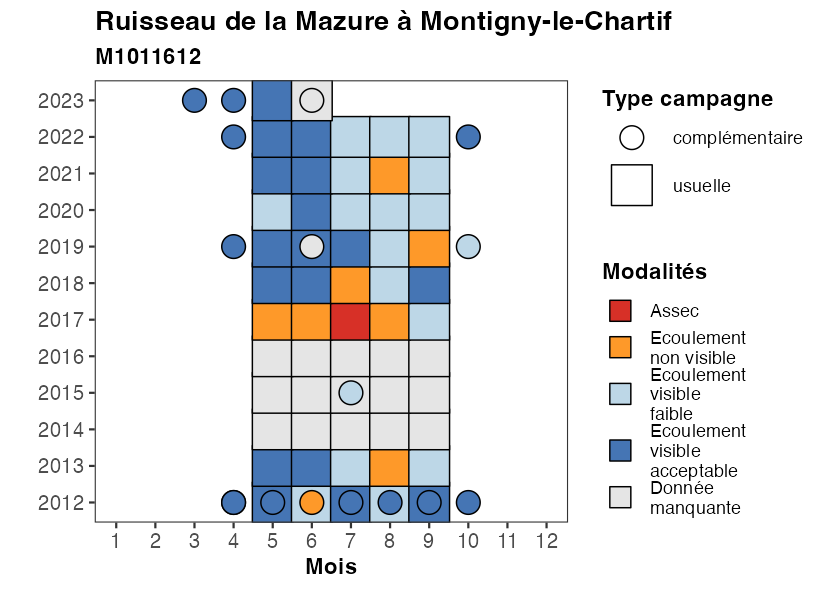 Ruisseau de la Mazure à Montigny-le-Chartif
M1011612
2023
2022
2021
2020
2019
2018
2017
2016
2015
2014
2013
2012
1 2 3 4 5 6 7 8 9 10 11 12
Mois
Type campagne
complémentaire
usuelle
Modalités
Assec
Ecoulement
non visible
Ecoulement
visible
faible
Ecoulement
visible
acceptable
Donnée
manquante